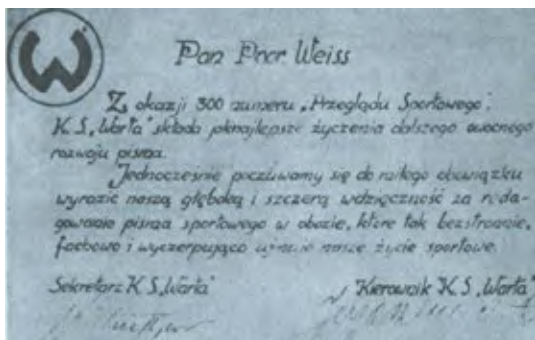 W
Pan Ppor Weiss
Z okazji 300 numeru „Przeglądu Sportowego”,
K.S. „Warta” składa jaknajlepsze życzenia dalszego owocnego
rozwoju pisma.
Jednocześnie poczuwamy się do miłego obowiązku
wyrazić naszą głęboką i szczerą wdzięczność za reda-
gowanie pisma sportowego w obozie, które tak bezstronnie,
fachowo i wyczerpująco ujmuje nasze życie sportowe.
Sekretarz K.S. „Warta” Kierownik K.S. „Warta”